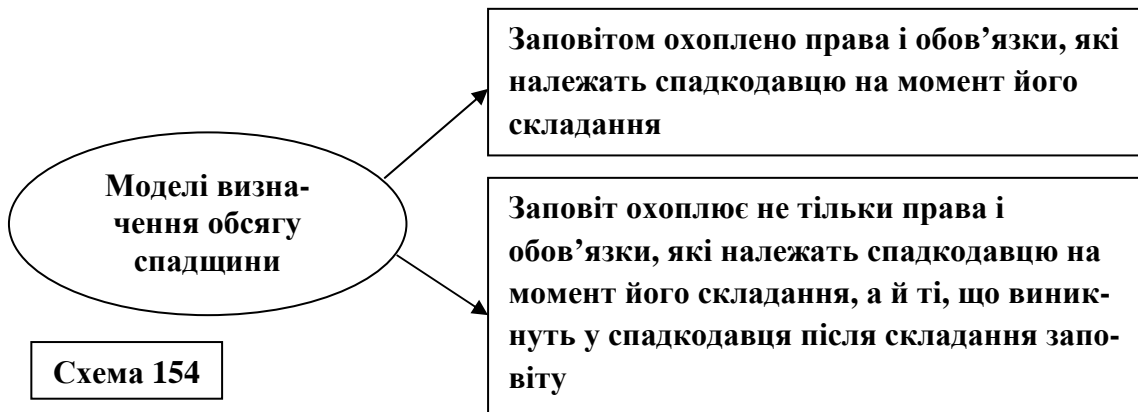 Заповітом охоплено права і обов’язки, які
належать спадкодавцю на момент його
складання
Моделі визна-
чення обсягу
спадщини
Заповіт охоплює не тільки права і
обов’язки, які належать спадкодавцю на
момент його складання, а й ті, що виник-
нуть у спадкодавця після складання запо-
віту
Схема 154